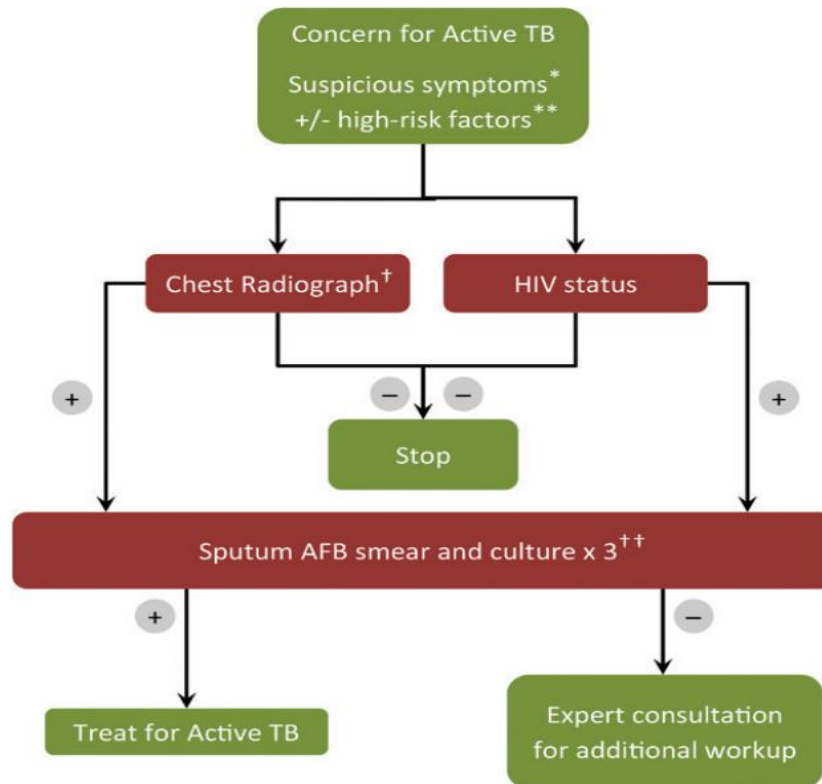 Concern for Active TB
Suspicious symptoms*
+/- high-risk factors**
Chest Radiograph†
HIV status
+
− −
+
Stop
Sputum AFB smear and culture x 3††
+
−
Treat for Active TB
Expert consultation
for additional workup